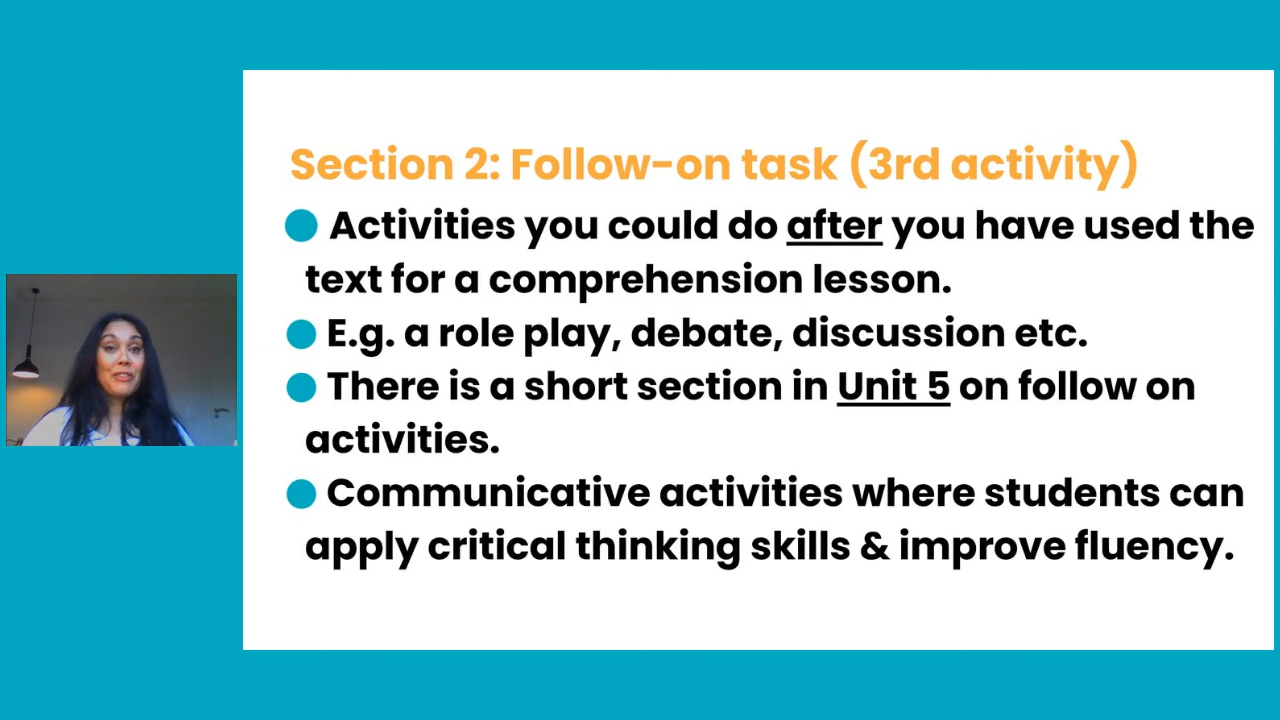 Section 2: Follow-on task (3rd activity)
Activities you could do after you have used the
text for a comprehension lesson.
E.g. a role play, debate, discussion etc.
There is a short section in Unit 5 on follow on
activities.
Communicative activities where students can
apply critical thinking skills & improve fluency.